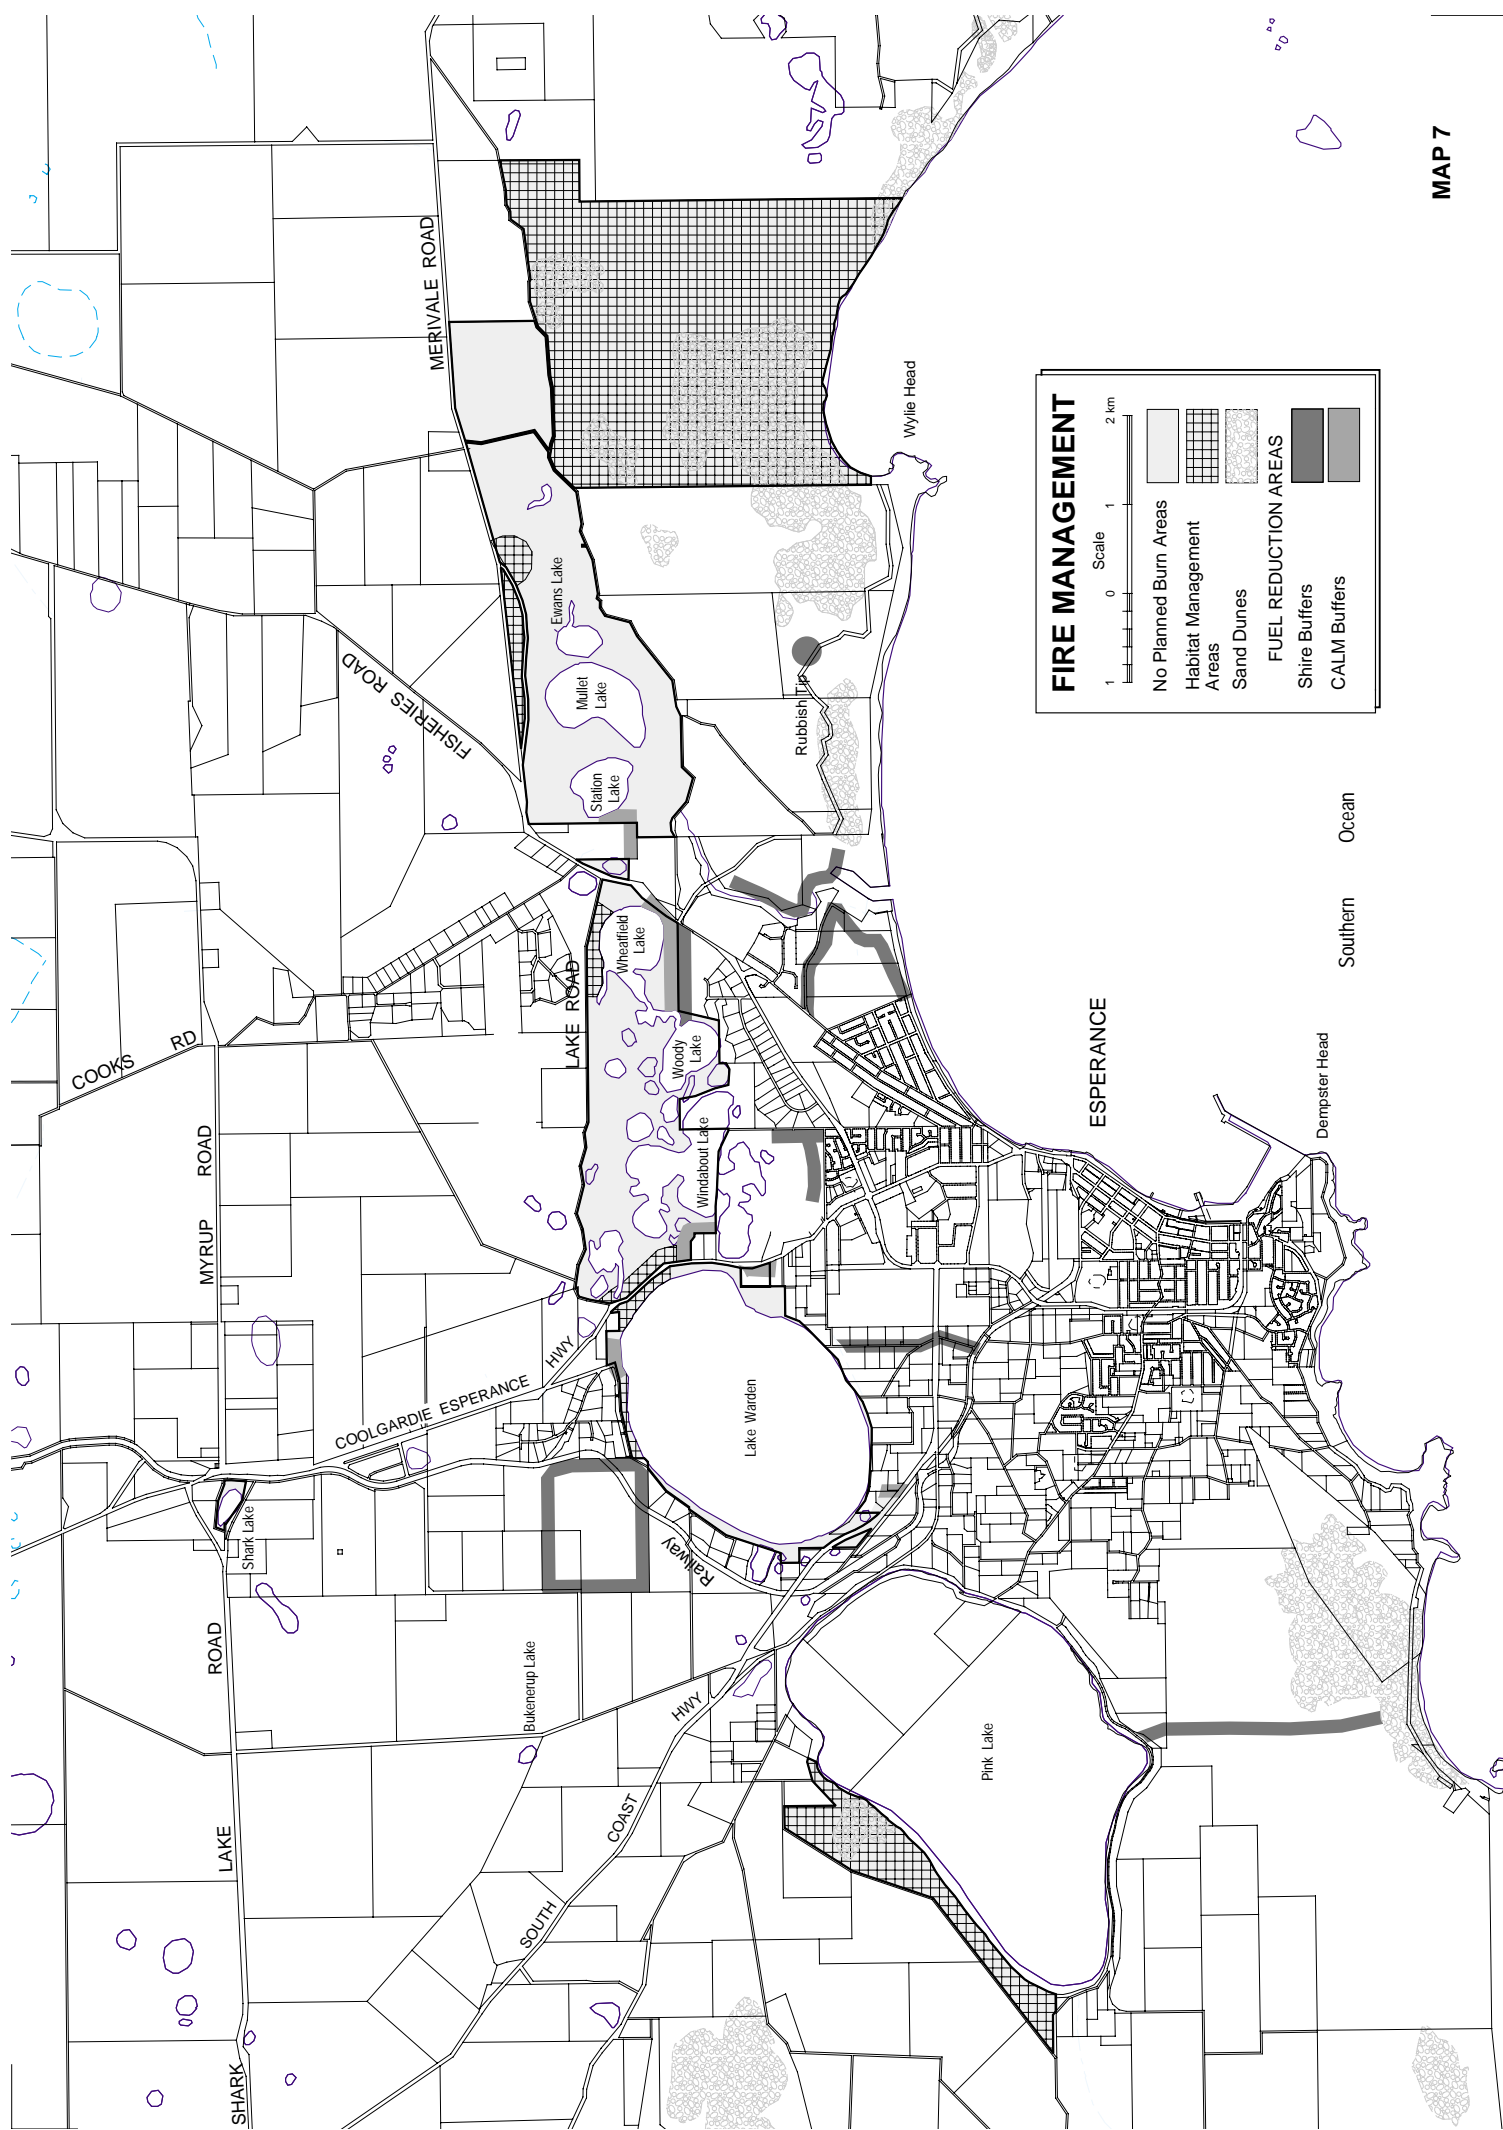 MAP 7
FIRE MANAGEMENT
Scale
1 0 1 2 km
No Planned Burn Areas
Habitat Management
Areas
Sand Dunes
FUEL REDUCTION AREAS
Shire Buffers
CALM Buffers
SHARK LAKE ROAD
MYRUP ROAD
COOKS RD
Shark Lake
COOLGARDIE ESPERANCE HWY
FISHERIES ROAD
MERIVALE ROAD
Bukenerup Lake
SOUTH COAST HWY
LAKE ROAD
Railway
Lake Warden
Windabout Lake
Woody
Lake
Wheatfield
Lake
Station
Lake
Mullet
Lake
Ewans Lake
Rubbish Tip
Wylie Head
Pink Lake
ESPERANCE
Dempster Head
Southern Ocean